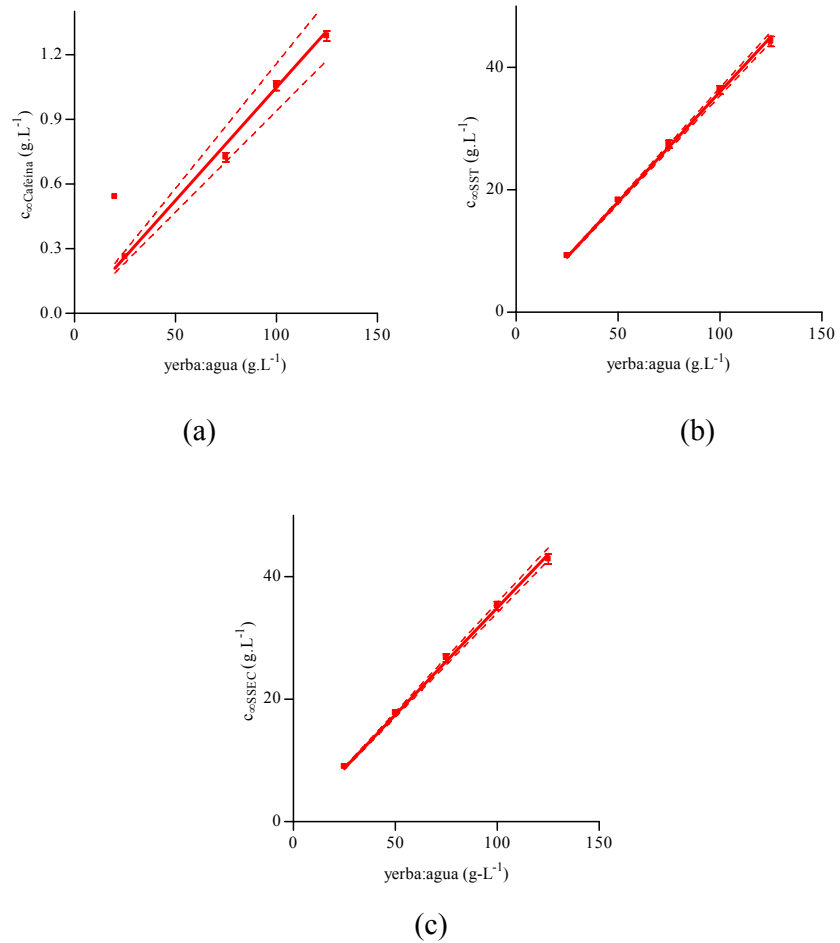 1.2
0.9
0.6
0.3
0.0
c∞Cafeina (g.L-1)
0 50 100 150
yerba:agua (g.L-1)
(a)
40
20
0
c∞SST (g.L-1)
0 50 100 150
yerba:agua (g.L-1)
(b)
40
20
0
c∞SSEC (g.L-1)
0 50 100 150
yerba:agua (g-L-1)
(c)